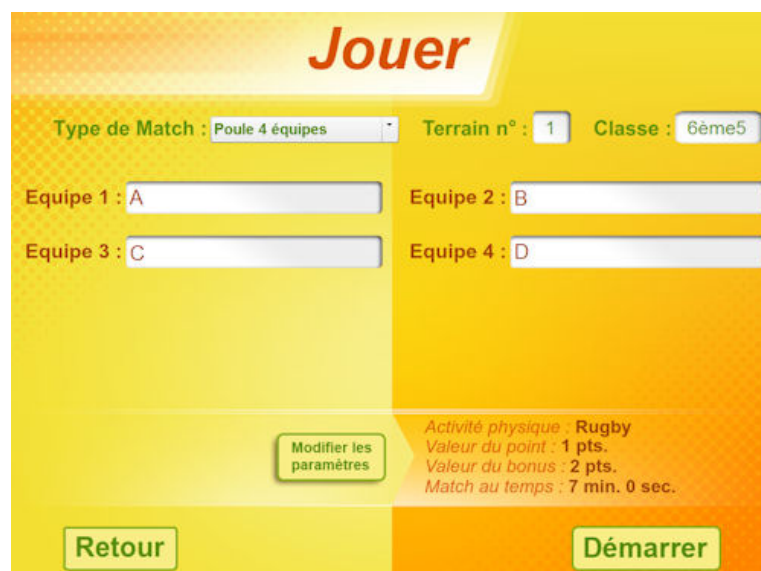 Jouer
Type de Match : Poule 4 équipes Terrain n° : 1 Classe : 6ème5
Equipe 1 : A Equipe 2 : B
Equipe 3 : C Equipe 4 : D
Modifier les
paramètres
Activité physique : Rugby
Valeur du point : 1 pts.
Valeur du bonus : 2 pts.
Match au temps : 7 min. 0 sec.
Retour Démarrer